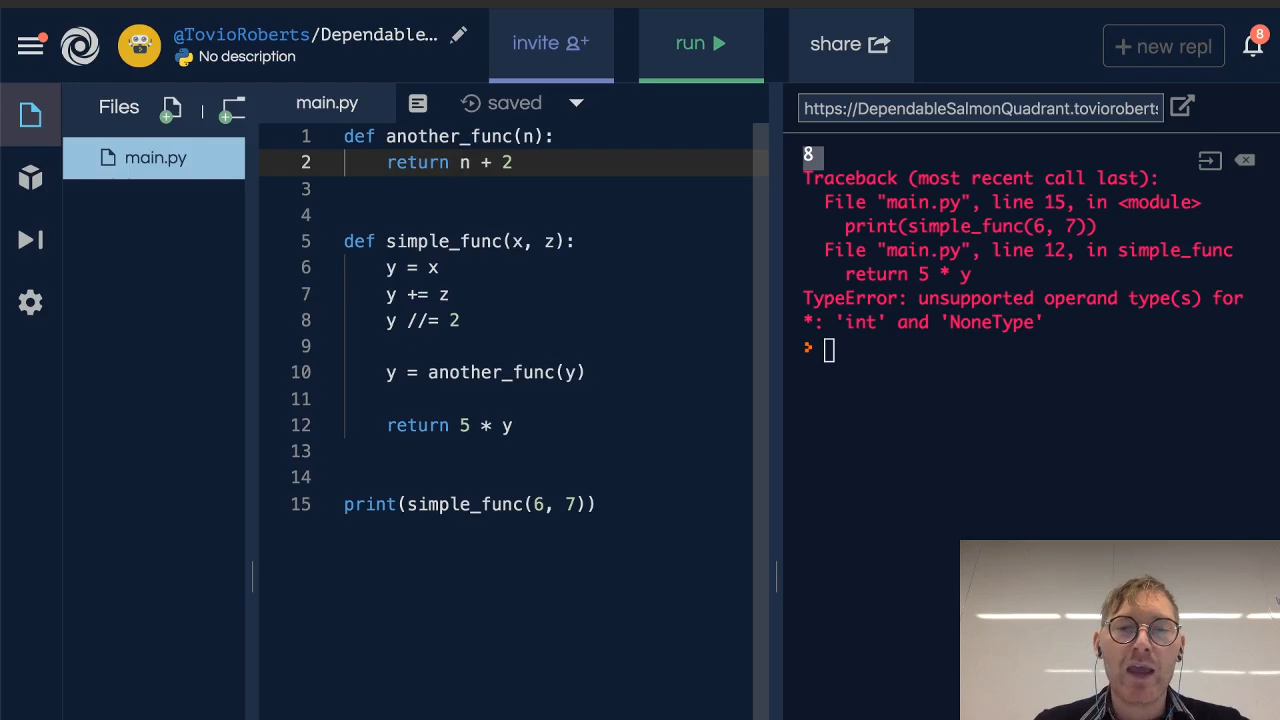 @TovioRoberts/Dependable...
No description
invite
run
share
+ new repl
8
Files
main.py
saved
https://DependableSalmonQuadrant.tovioroberts
main.py
1 def another_func(n):
2 return n + 2
3
4
5 def simple_func(x, z):
6 y = x
7 y += z
8 y //= 2
9
10 y = another_func(y)
11
12 return 5 * y
13
14
15 print(simple_func(6, 7))
8
Traceback (most recent call last):
File "main.py", line 15, in <module>
print(simple_func(6, 7))
File "main.py", line 12, in simple_func
return 5 * y
TypeError: unsupported operand type(s) for
*: 'int' and 'NoneType'
>